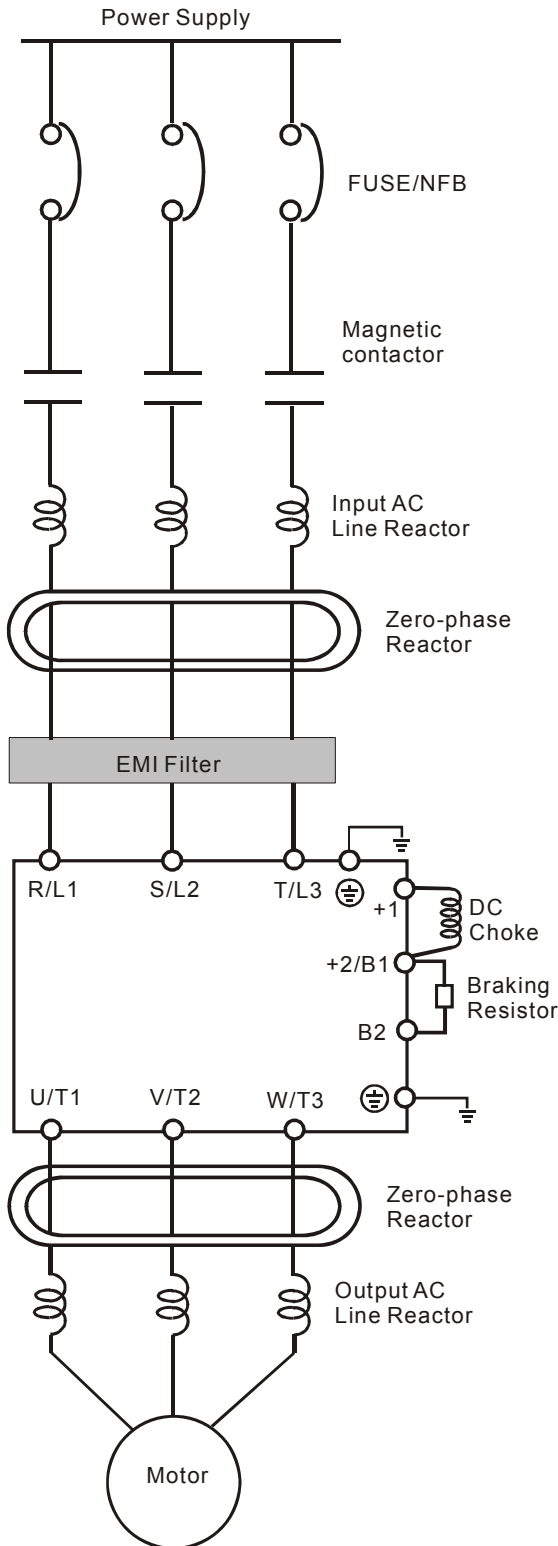 Power Supply
FUSE/NFB
Magnetic
contactor
Input AC
Line Reactor
Zero-phase
Reactor
EMI Filter
R/L1
S/L2
T/L3
+1
DC
Choke
+2/B1
Braking
Resistor
B2
U/T1
V/T2
W/T3
Zero-phase
Reactor
Output AC
Line Reactor
Motor